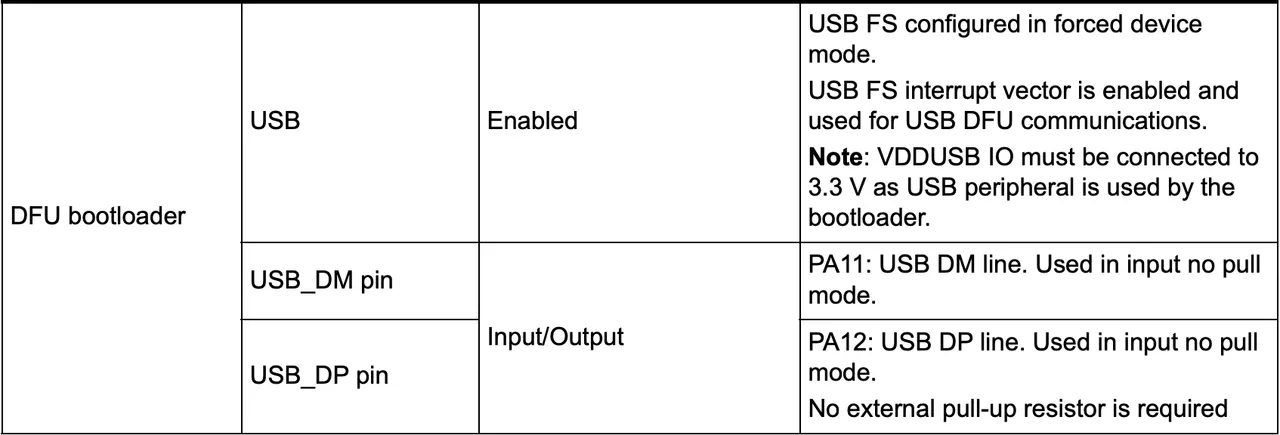 DFU bootloader
USB
Enabled
USB FS configured in forced device
mode.
USB FS interrupt vector is enabled and
used for USB DFU communications.
Note: VDDUSB IO must be connected to
3.3 V as USB peripheral is used by the
bootloader.
USB_DM pin
Input/Output
PA11: USB DM line. Used in input no pull
mode.
USB_DP pin
PA12: USB DP line. Used in input no pull
mode.
No external pull-up resistor is required